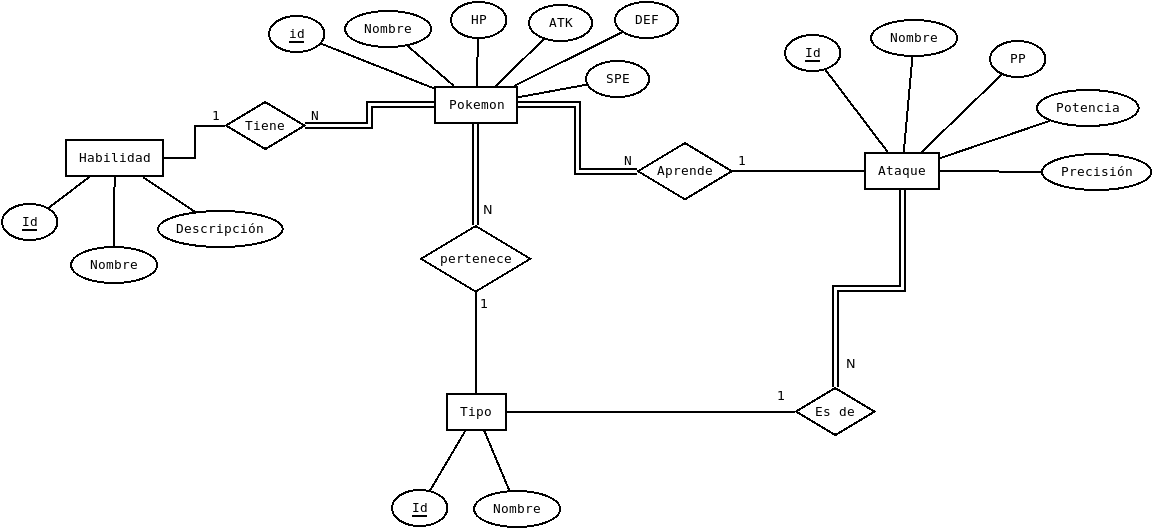 id
Nombre
HP
ATK
DEF
SPE
Pokemon
1
Tiene
N
Habilidad
Id
Nombre
Descripción
N
Aprende
1
Id
Nombre
PP
Potencia
Precisión
Ataque
N
pertenece
1
Tipo
1
N
Es de
Id
Nombre